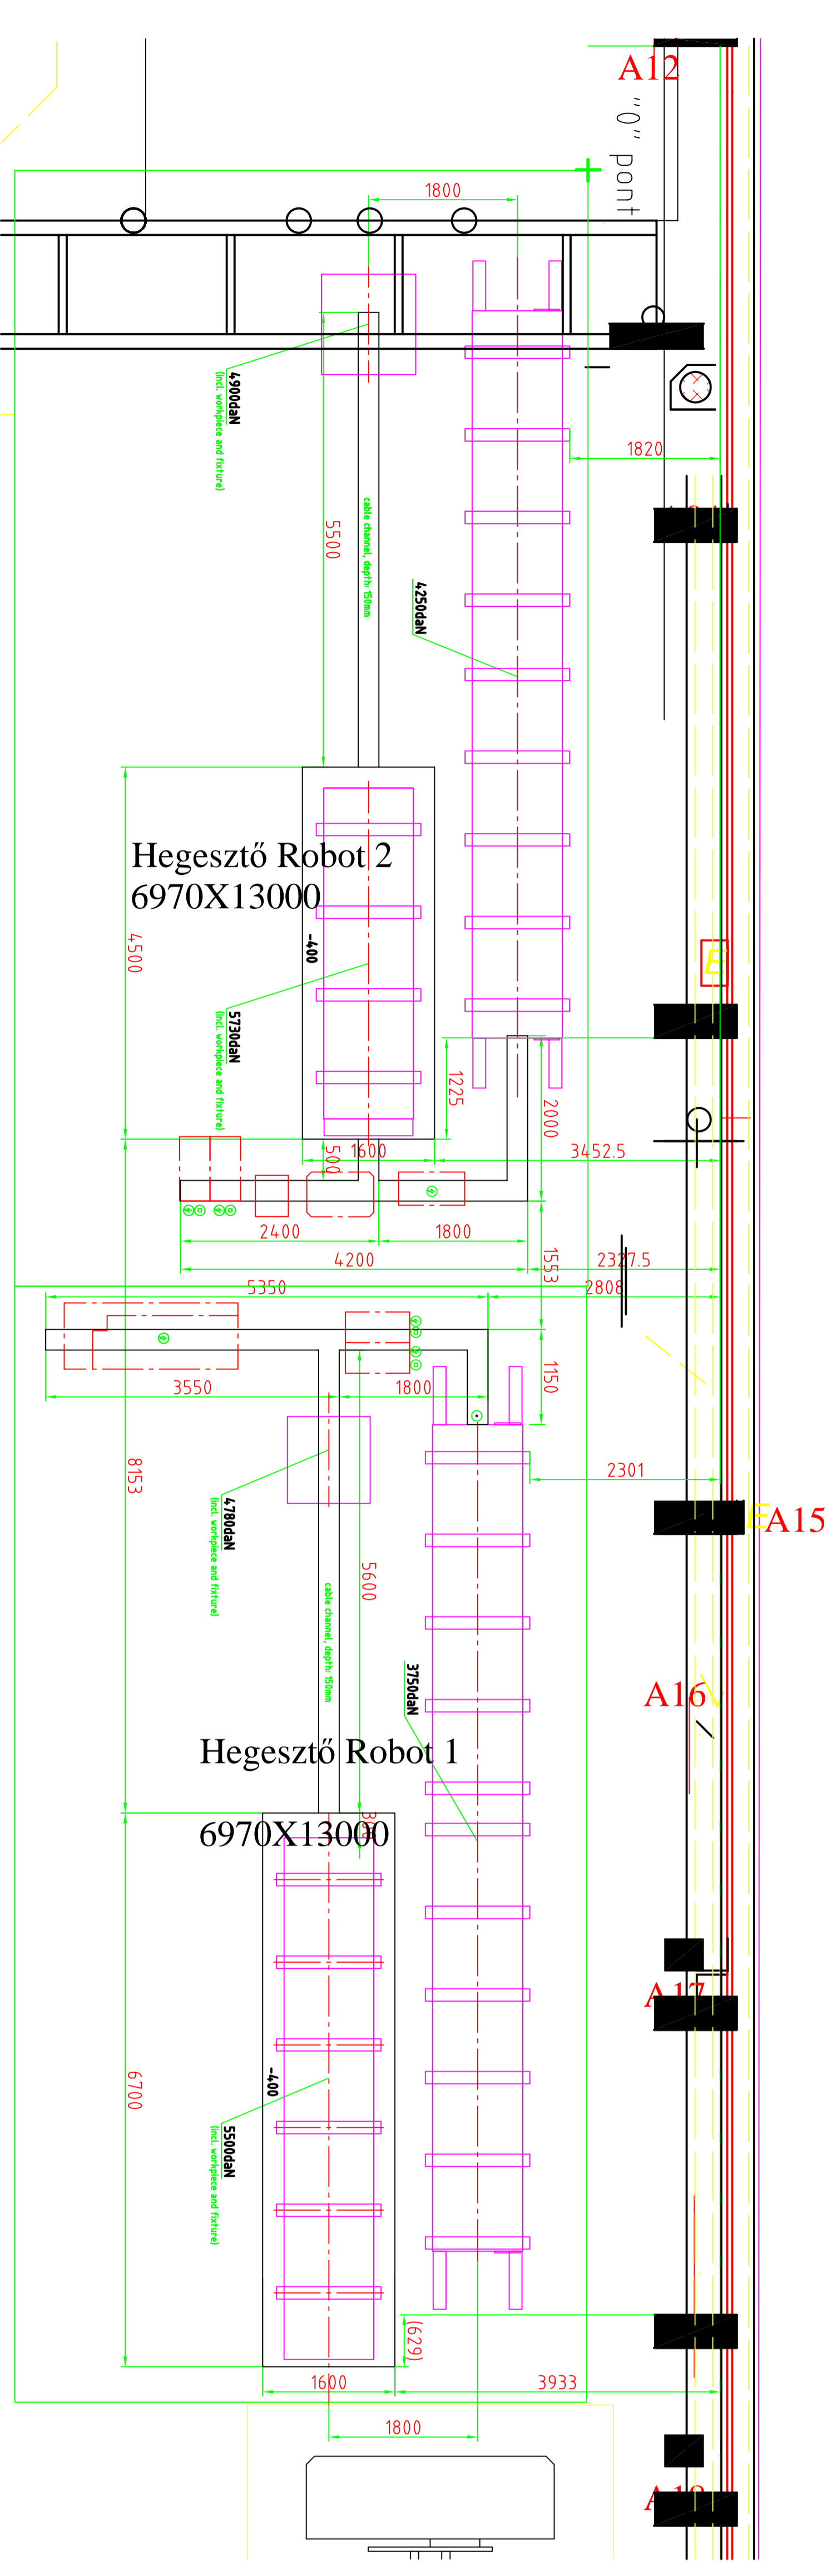 A12
"0" pont
1800
4900daN
(incl. workpiece and fixture)
1820
5500
cable channel, depth: 150mm
4250daN
Hegesztő Robot 2
6970X13000
4500
-400
E
5730daN
(incl. workpiece and fixture)
1225
2000
500
1600
3452.5
2400
1800
4200
1553
2327.5
5350
2808
3550
1800
1150
8153
2301
4780daN
(incl. workpiece and fixture)
E
A15
5600
cable channel, depth: 150mm
3750daN
A16
Hegesztő Robot 1
6970X13000
A17
6700
-400
5500daN
(incl. workpiece and fixture)
(629)
1600
3933
1800